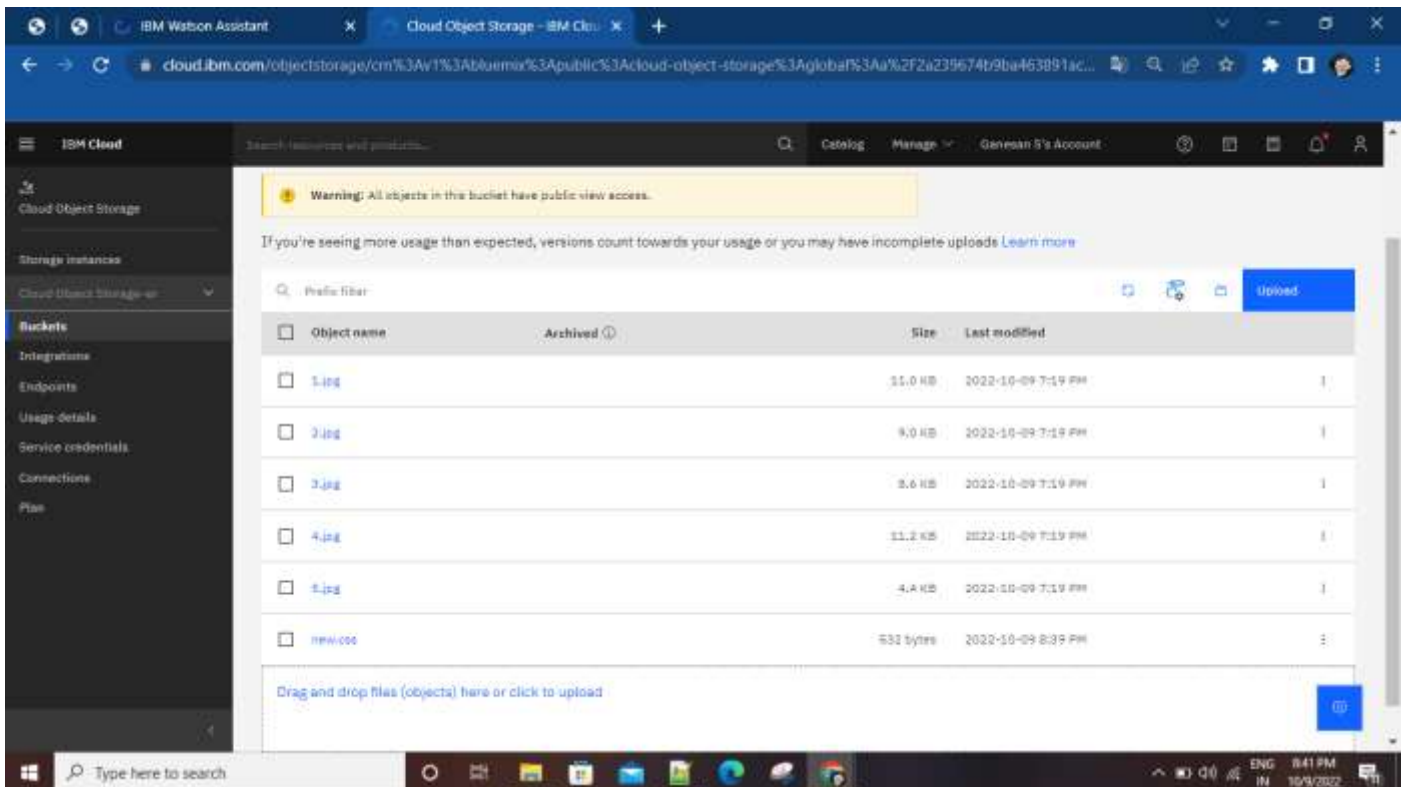 IBM Watson Assistant
Cloud Object Storage - IBM Clou
cloud.ibm.com/objectstorage/crn%3Av1%3Abluemix%3Apublic%3Acloud-object-storage%3Aglobal%3Aa%2F2a239674b9ba463891ac...
IBM Cloud
Search resources and products...
Catalog
Manage
Ganesan S's Account
Cloud Object Storage
Warning: All objects in this bucket have public view access.
If you're seeing more usage than expected, versions count towards your usage or you may have incomplete uploads Learn more
Storage instances
Cloud Object Storage-
Prefix filter
Upload
Buckets
Object name
Archived
Size
Last modified
Integrations
Endpoints
Usage details
Service credentials
Connections
Plan
1.jpg
11.0 KB
2022-10-09 7:19 PM
2.jpg
9.0 KB
2022-10-09 7:19 PM
3.jpg
8.6 KB
2022-10-09 7:19 PM
4.jpg
11.2 KB
2022-10-09 7:19 PM
5.jpg
4.4 KB
2022-10-09 7:19 PM
new.css
632 bytes
2022-10-09 8:39 PM
Drag and drop files (objects) here or click to upload
Type here to search
ENG
IN
8:41 PM
10/9/2022